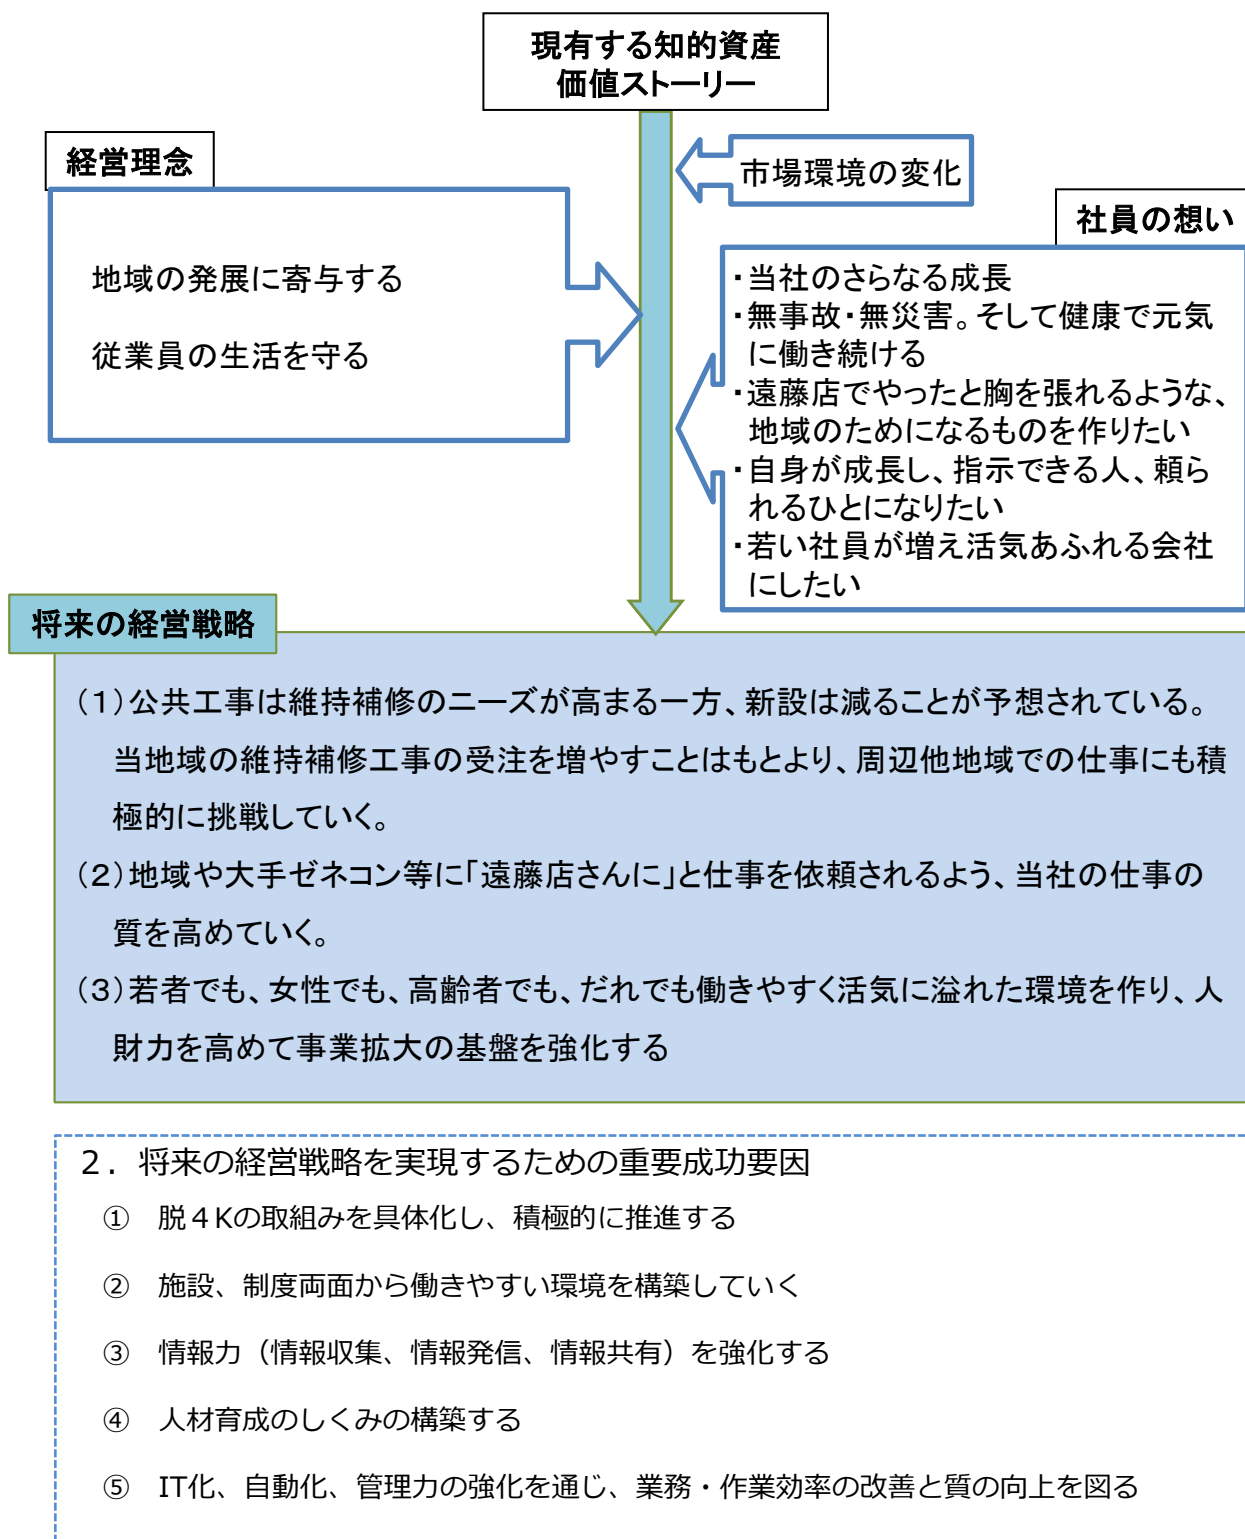 現有する知的資産
価値ストーリー
経営理念
市場環境の変化
社員の想い
地域の発展に寄与する
従業員の生活を守る
・当社のさらなる成長
・無事故・無災害。そして健康で元気
に働き続ける
・遠藤店でやったと胸を張れるような、
地域のためになるものを作りたい
・自身が成長し、指示できる人、頼ら
れるひとになりたい
・若い社員が増え活気あふれる会社
にしたい
将来の経営戦略
（１）公共工事は維持補修のニーズが高まる一方、新設は減ることが予想されている。
当地域の維持補修工事の受注を増やすことはもとより、周辺他地域での仕事にも積
極的に挑戦していく。
（２）地域や大手ゼネコン等に「遠藤店さんに」と仕事を依頼されるよう、当社の仕事の
質を高めていく。
（３）若者でも、女性でも、高齢者でも、だれでも働きやすく活気に溢れた環境を作り、人
財力を高めて事業拡大の基盤を強化する
２．将来の経営戦略を実現するための重要成功要因
① 脱４Kの取組みを具体化し、積極的に推進する
② 施設、制度両面から働きやすい環境を構築していく
③ 情報力（情報収集、情報発信、情報共有）を強化する
④ 人材育成のしくみの構築する
⑤ IT化、自動化、管理力の強化を通じ、業務・作業効率の改善と質の向上を図る